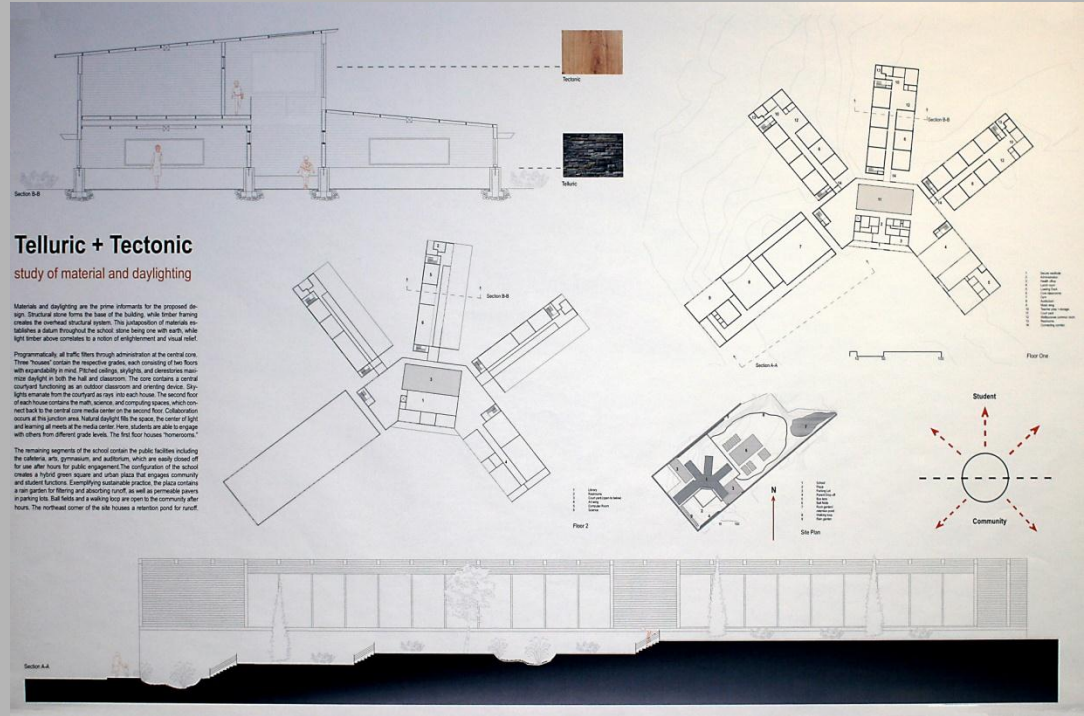 Tectonic
Telluric
Section B-B
Telluric + Tectonic
study of material and daylighting
Materials and daylighting are the prime informants for the proposed de-
sign. Structural stone forms the base of the building, while timber framing
creates the overhead structural system. This juxtaposition of materials es-
tablishes a datum throughout the school: stone being one with earth, while
light timber above correlates to a notion of enlightenment and visual relief.
Programmatically, all traffic filters through administration at the central core.
Three "houses" contain the respective grades, each consisting of two floors
with expandability in mind. Pitched ceilings, skylights, and clerestories maxi-
mize daylight in both the hall and classroom. The core contains a central
courtyard functioning as an outdoor classroom and orienting device. Sky-
lights emanate from the courtyard as rays into each house. The second floor
of each house contains the math, science, and computing spaces, which con-
nect back to the central core media center on the second floor. Collaboration
occurs at this junction area. Natural daylight fills the space, the center of light
and learning all meets at the media center. Here, students are able to engage
with others from different grade levels. The first floor houses "homerooms."
The remaining segments of the school contain the public facilities including
the cafeteria, arts, gymnasium, and auditorium, which are easily closed off
for use after hours for public engagement. The configuration of the school
creates a hybrid green square and urban plaza that engages community
and student functions. Exemplifying sustainable practice, the plaza contains
a rain garden for filtering and absorbing runoff, as well as permeable pavers
in parking lots. Ball fields and a walking loop are open to the community after
hours. The northeast corner of the site houses a retention pond for runoff.
Section B-B
Floor 2
Section B-B
Section A-A
Floor One
N
Site Plan
Student
Community
Section A-A